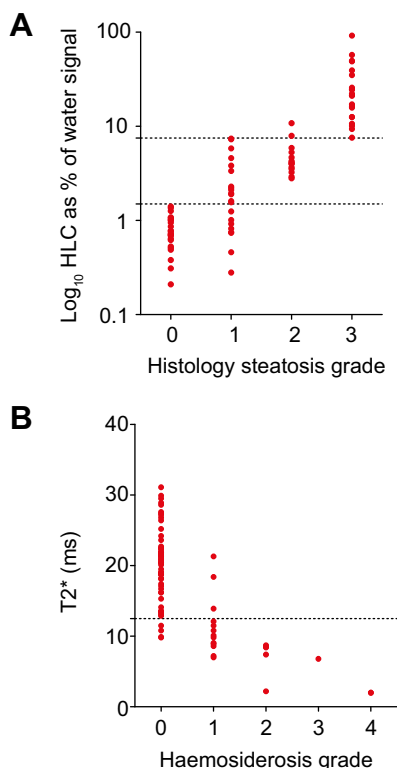 A
100
10
1
0.1
Log₁₀ HLC as % of water signal
0 1 2 3
Histology steatosis grade
B
40
30
20
10
0
T2* (ms)
0 1 2 3 4
Haemosiderosis grade